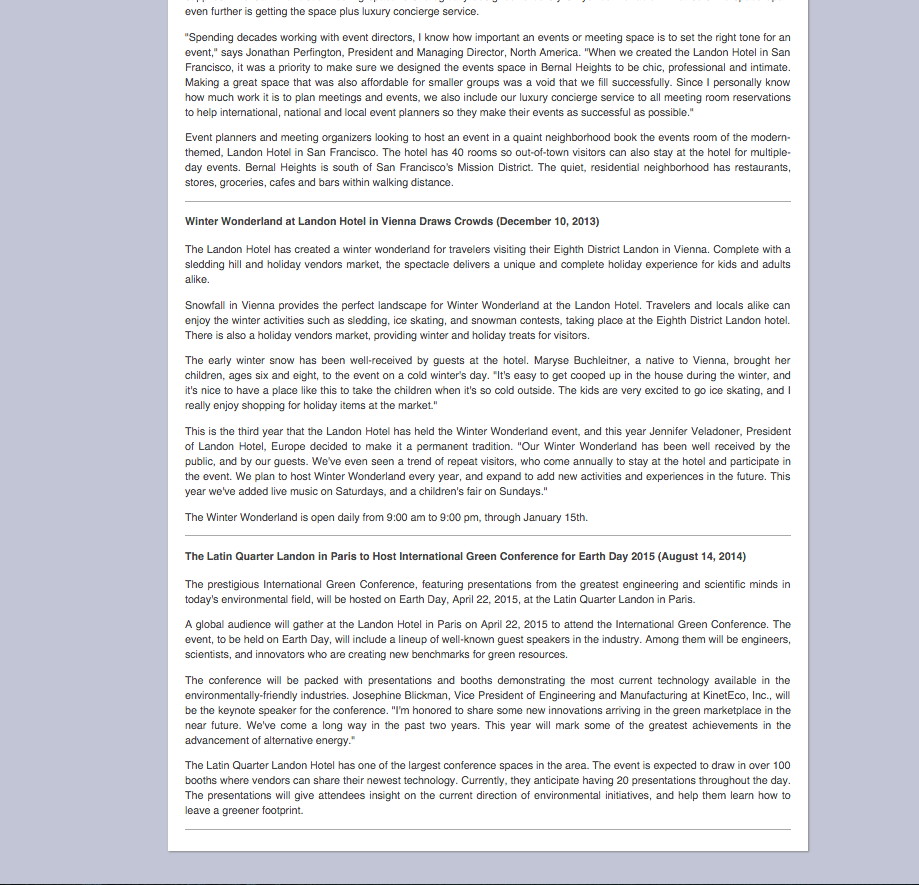 even further is getting the space plus luxury concierge service.
"Spending decades working with event directors, I know how important an events or meeting space is to set the right tone for an
event," says Jonathan Perfington, President and Managing Director, North America. "When we created the Landon Hotel in San
Francisco, it was a priority to make sure we designed the events space in Bernal Heights to be chic, professional and intimate.
Making a great space that was also affordable for smaller groups was a void that we fill successfully. Since I personally know
how much work it is to plan meetings and events, we also include our luxury concierge service to all meeting room reservations
to help international, national and local event planners so they make their events as successful as possible."
Event planners and meeting organizers looking to host an event in a quaint neighborhood book the events room of the modern-
themed, Landon Hotel in San Francisco. The hotel has 40 rooms so out-of-town visitors can also stay at the hotel for multiple-
day events. Bernal Heights is south of San Francisco's Mission District. The quiet, residential neighborhood has restaurants,
stores, groceries, cafes and bars within walking distance.
Winter Wonderland at Landon Hotel in Vienna Draws Crowds (December 10, 2013)
The Landon Hotel has created a winter wonderland for travelers visiting their Eighth District Landon in Vienna. Complete with a
sledding hill and holiday vendors market, the spectacle delivers a unique and complete holiday experience for kids and adults
alike.
Snowfall in Vienna provides the perfect landscape for Winter Wonderland at the Landon Hotel. Travelers and locals alike can
enjoy the winter activities such as sledding, ice skating, and snowman contests, taking place at the Eighth District Landon hotel.
There is also a holiday vendors market, providing winter and holiday treats for visitors.
The early winter snow has been well-received by guests at the hotel. Maryse Buchleitner, a native to Vienna, brought her
children, ages six and eight, to the event on a cold winter's day. "It's easy to get cooped up in the house during the winter, and
it's nice to have a place like this to take the children when it's so cold outside. The kids are very excited to go ice skating, and I
really enjoy shopping for holiday items at the market."
This is the third year that the Landon Hotel has held the Winter Wonderland event, and this year Jennifer Veladoner, President
of Landon Hotel, Europe decided to make it a permanent tradition. "Our Winter Wonderland has been well received by the
public, and by our guests. We've even seen a trend of repeat visitors, who come annually to stay at the hotel and participate in
the event. We plan to host Winter Wonderland every year, and expand to add new activities and experiences in the future. This
year we've added live music on Saturdays, and a children's fair on Sundays."
The Winter Wonderland is open daily from 9:00 am to 9:00 pm, through January 15th.
The Latin Quarter Landon in Paris to Host International Green Conference for Earth Day 2015 (August 14, 2014)
The prestigious International Green Conference, featuring presentations from the greatest engineering and scientific minds in
today's environmental field, will be hosted on Earth Day, April 22, 2015, at the Latin Quarter Landon in Paris.
A global audience will gather at the Landon Hotel in Paris on April 22, 2015 to attend the International Green Conference. The
event, to be held on Earth Day, will include a lineup of well-known guest speakers in the industry. Among them will be engineers,
scientists, and innovators who are creating new benchmarks for green resources.
The conference will be packed with presentations and booths demonstrating the most current technology available in the
environmentally-friendly industries. Josephine Blickman, Vice President of Engineering and Manufacturing at KinetEco, Inc., will
be the keynote speaker for the conference. "I'm honored to share some new innovations arriving in the green marketplace in the
near future. We've come a long way in the past two years. This year will mark some of the greatest achievements in the
advancement of alternative energy."
The Latin Quarter Landon Hotel has one of the largest conference spaces in the area. The event is expected to draw in over 100
booths where vendors can share their newest technology. Currently, they anticipate having 20 presentations throughout the day.
The presentations will give attendees insight on the current direction of environmental initiatives, and help them learn how to
leave a greener footprint.